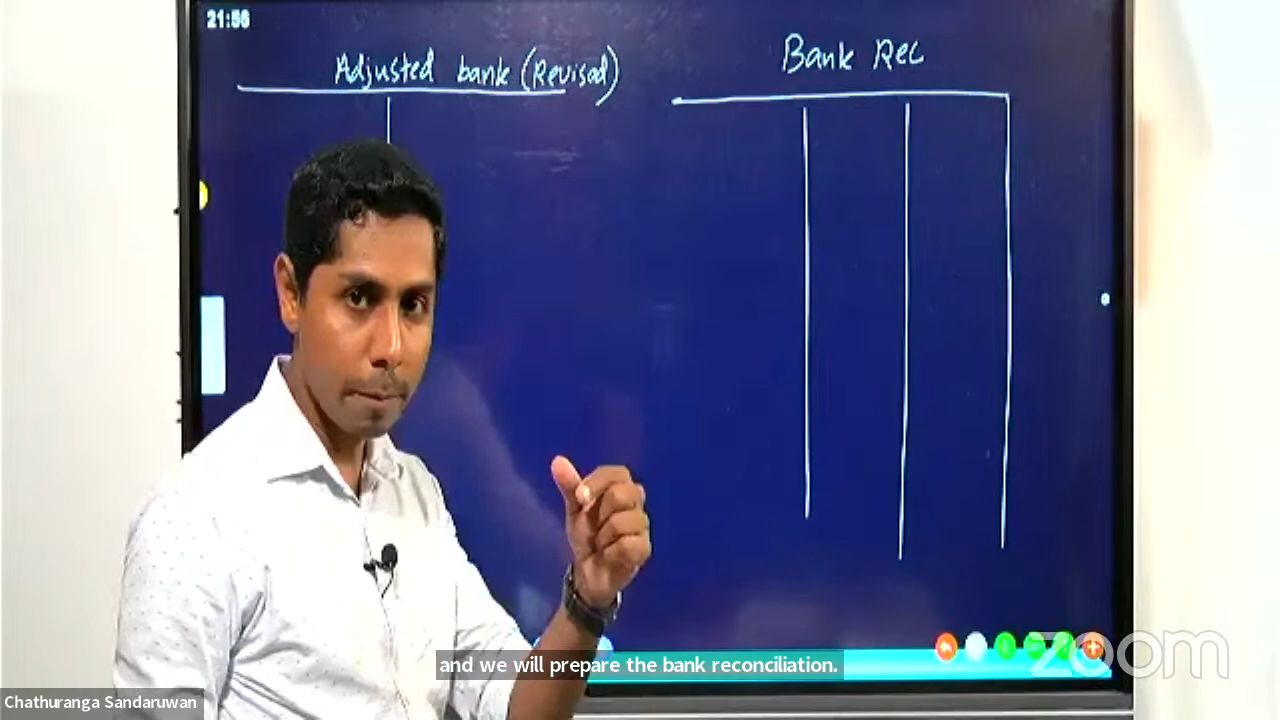 21:56
Adjusted bank (Revised)
Bank Rec
and we will prepare the bank reconciliation.
zoom
Chathuranga Sandaruwan